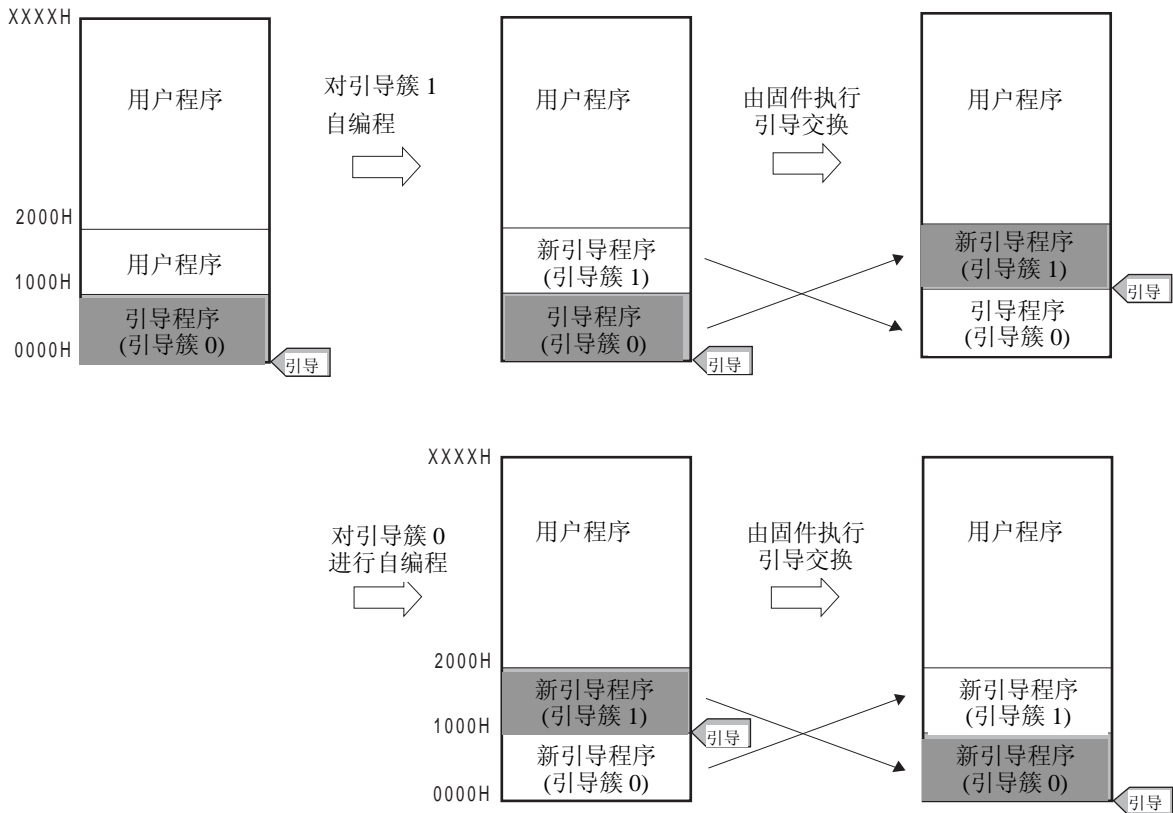 XXXXH
用户程序
2000H
用户程序
1000H
引导程序
(引导簇 0)
0000H
引导
对引导簇 1
自编程
用户程序
新引导程序
(引导簇 1)
引导程序
(引导簇 0)
引导
由固件执行
引导交换
用户程序
新引导程序
(引导簇 1)
引导
引导程序
(引导簇 0)
对引导簇 0
进行自编程
XXXXH
用户程序
2000H
新引导程序
(引导簇 1)
1000H
引导
新引导程序
(引导簇 0)
0000H
由固件执行
引导交换
用户程序
新引导程序
(引导簇 1)
新引导程序
(引导簇 0)
引导